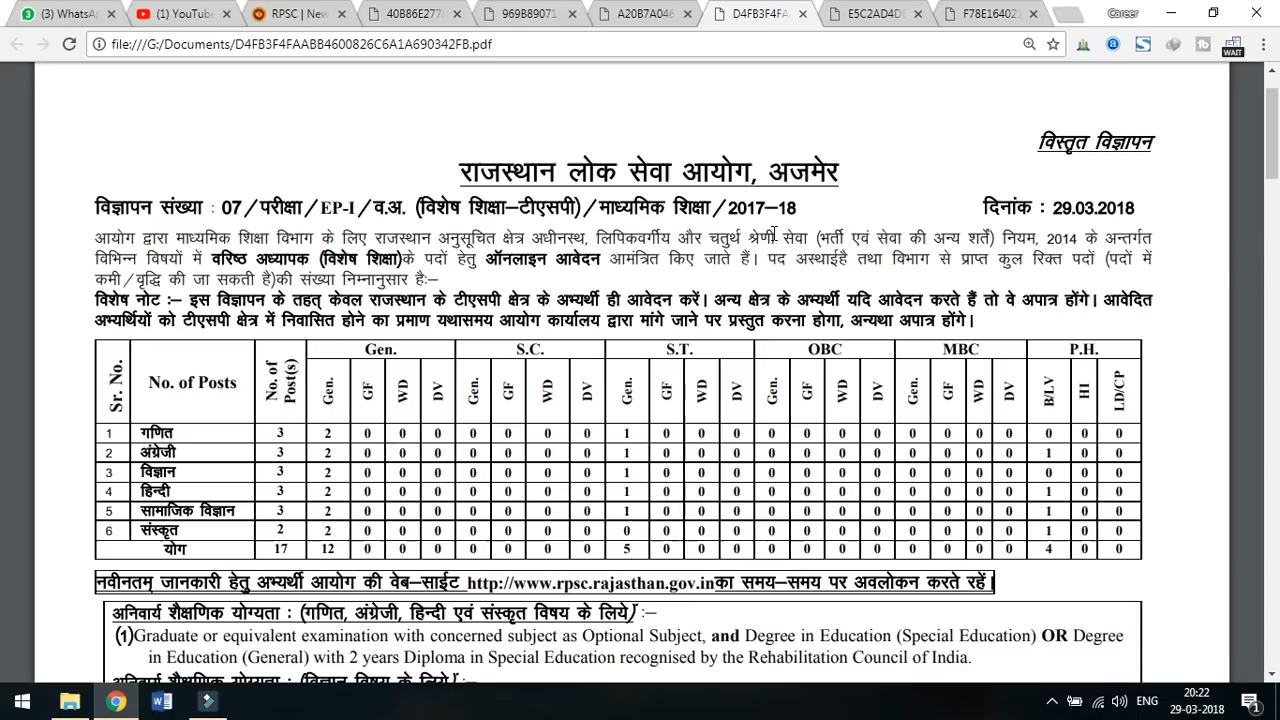 (3) WhatsA
(1) YouTube
RPSC | New
40B86E277
969B89071
A20B7A046
D4FB3F4FA
E5C2AD4DE
F78E16402
Career
file:///G:/Documents/D4FB3F4FAABB4600826C6A1A690342FB.pdf
WAIT
विस्तृत विज्ञापन
राजस्थान लोक सेवा आयोग, अजमेर
विज्ञापन संख्या : 07/परीक्षा/EP-I/व.अ. (विशेष शिक्षा–टीएसपी)/माध्यमिक शिक्षा/2017–18 दिनांक : 29.03.2018
आयोग द्वारा माध्यमिक शिक्षा विभाग के लिए राजस्थान अनुसूचित क्षेत्र अधीनस्थ, लिपिकवर्गीय और चतुर्थ श्रेणी सेवा (भर्ती एवं सेवा की अन्य शर्तें) नियम, 2014 के अन्तर्गत
विभिन्न विषयों में वरिष्ठ अध्यापक (विशेष शिक्षा)के पदों हेतु ऑनलाइन आवेदन आमंत्रित किए जाते हैं। पद अस्थाईहै तथा विभाग से प्राप्त कुल रिक्त पदों (पदों में
कमी/वृद्धि की जा सकती है)की संख्या निम्नानुसार हैः–
विशेष नोट :– इस विज्ञापन के तहत् केवल राजस्थान के टीएसपी क्षेत्र के अभ्यर्थी ही आवेदन करें। अन्य क्षेत्र के अभ्यर्थी यदि आवेदन करते हैं तो वे अपात्र होंगे। आवेदित
अभ्यर्थियों को टीएसपी क्षेत्र में निवासित होने का प्रमाण यथासमय आयोग कार्यालय द्वारा मांगे जाने पर प्रस्तुत करना होगा, अन्यथा अपात्र होंगे।
Sr. No. No. of Posts No. of Post(s) Gen. S.C. S.T. OBC MBC P.H.
Gen. GF WD DV Gen. GF WD DV Gen. GF WD DV Gen. GF WD DV Gen. GF WD DV B/LV HI LD/CP
1 गणित 3 2 0 0 0 0 0 0 0 1 0 0 0 0 0 0 0 0 0 0 0 0 0 0
2 अंग्रेजी 3 2 0 0 0 0 0 0 0 1 0 0 0 0 0 0 0 0 0 0 0 1 0 0
3 विज्ञान 3 2 0 0 0 0 0 0 0 1 0 0 0 0 0 0 0 0 0 0 0 0 0 0
4 हिन्दी 3 2 0 0 0 0 0 0 0 1 0 0 0 0 0 0 0 0 0 0 0 1 0 0
5 सामाजिक विज्ञान 3 2 0 0 0 0 0 0 0 1 0 0 0 0 0 0 0 0 0 0 0 1 0 0
6 संस्कृत 2 2 0 0 0 0 0 0 0 0 0 0 0 0 0 0 0 0 0 0 0 1 0 0
योग 17 12 0 0 0 0 0 0 0 5 0 0 0 0 0 0 0 0 0 0 0 4 0 0
नवीनतम् जानकारी हेतु अभ्यर्थी आयोग की वेब–साईट http://www.rpsc.rajasthan.gov.inका समय–समय पर अवलोकन करते रहें।
अनिवार्य शैक्षणिक योग्यता : (गणित, अंग्रेजी, हिन्दी एवं संस्कृत विषय के लिये) :–
(1)Graduate or equivalent examination with concerned subject as Optional Subject, and Degree in Education (Special Education) OR Degree
in Education (General) with 2 years Diploma in Special Education recognised by the Rehabilitation Council of India.
अनिवार्य शैक्षणिक योग्यता : (विज्ञान विषय के लिये) :–
ENG
20:22
29-03-2018
1